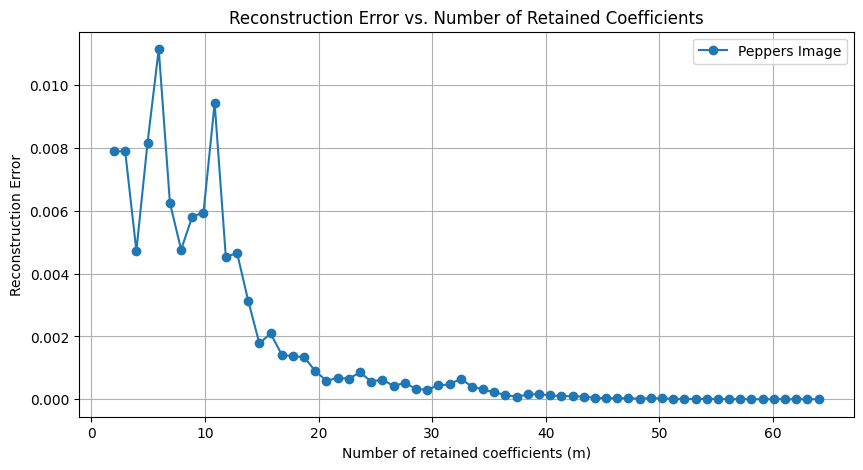 Reconstruction Error vs. Number of Retained Coefficients
Peppers Image
Reconstruction Error
0.010
0.008
0.006
0.004
0.002
0.000
0 10 20 30 40 50 60
Number of retained coefficients (m)